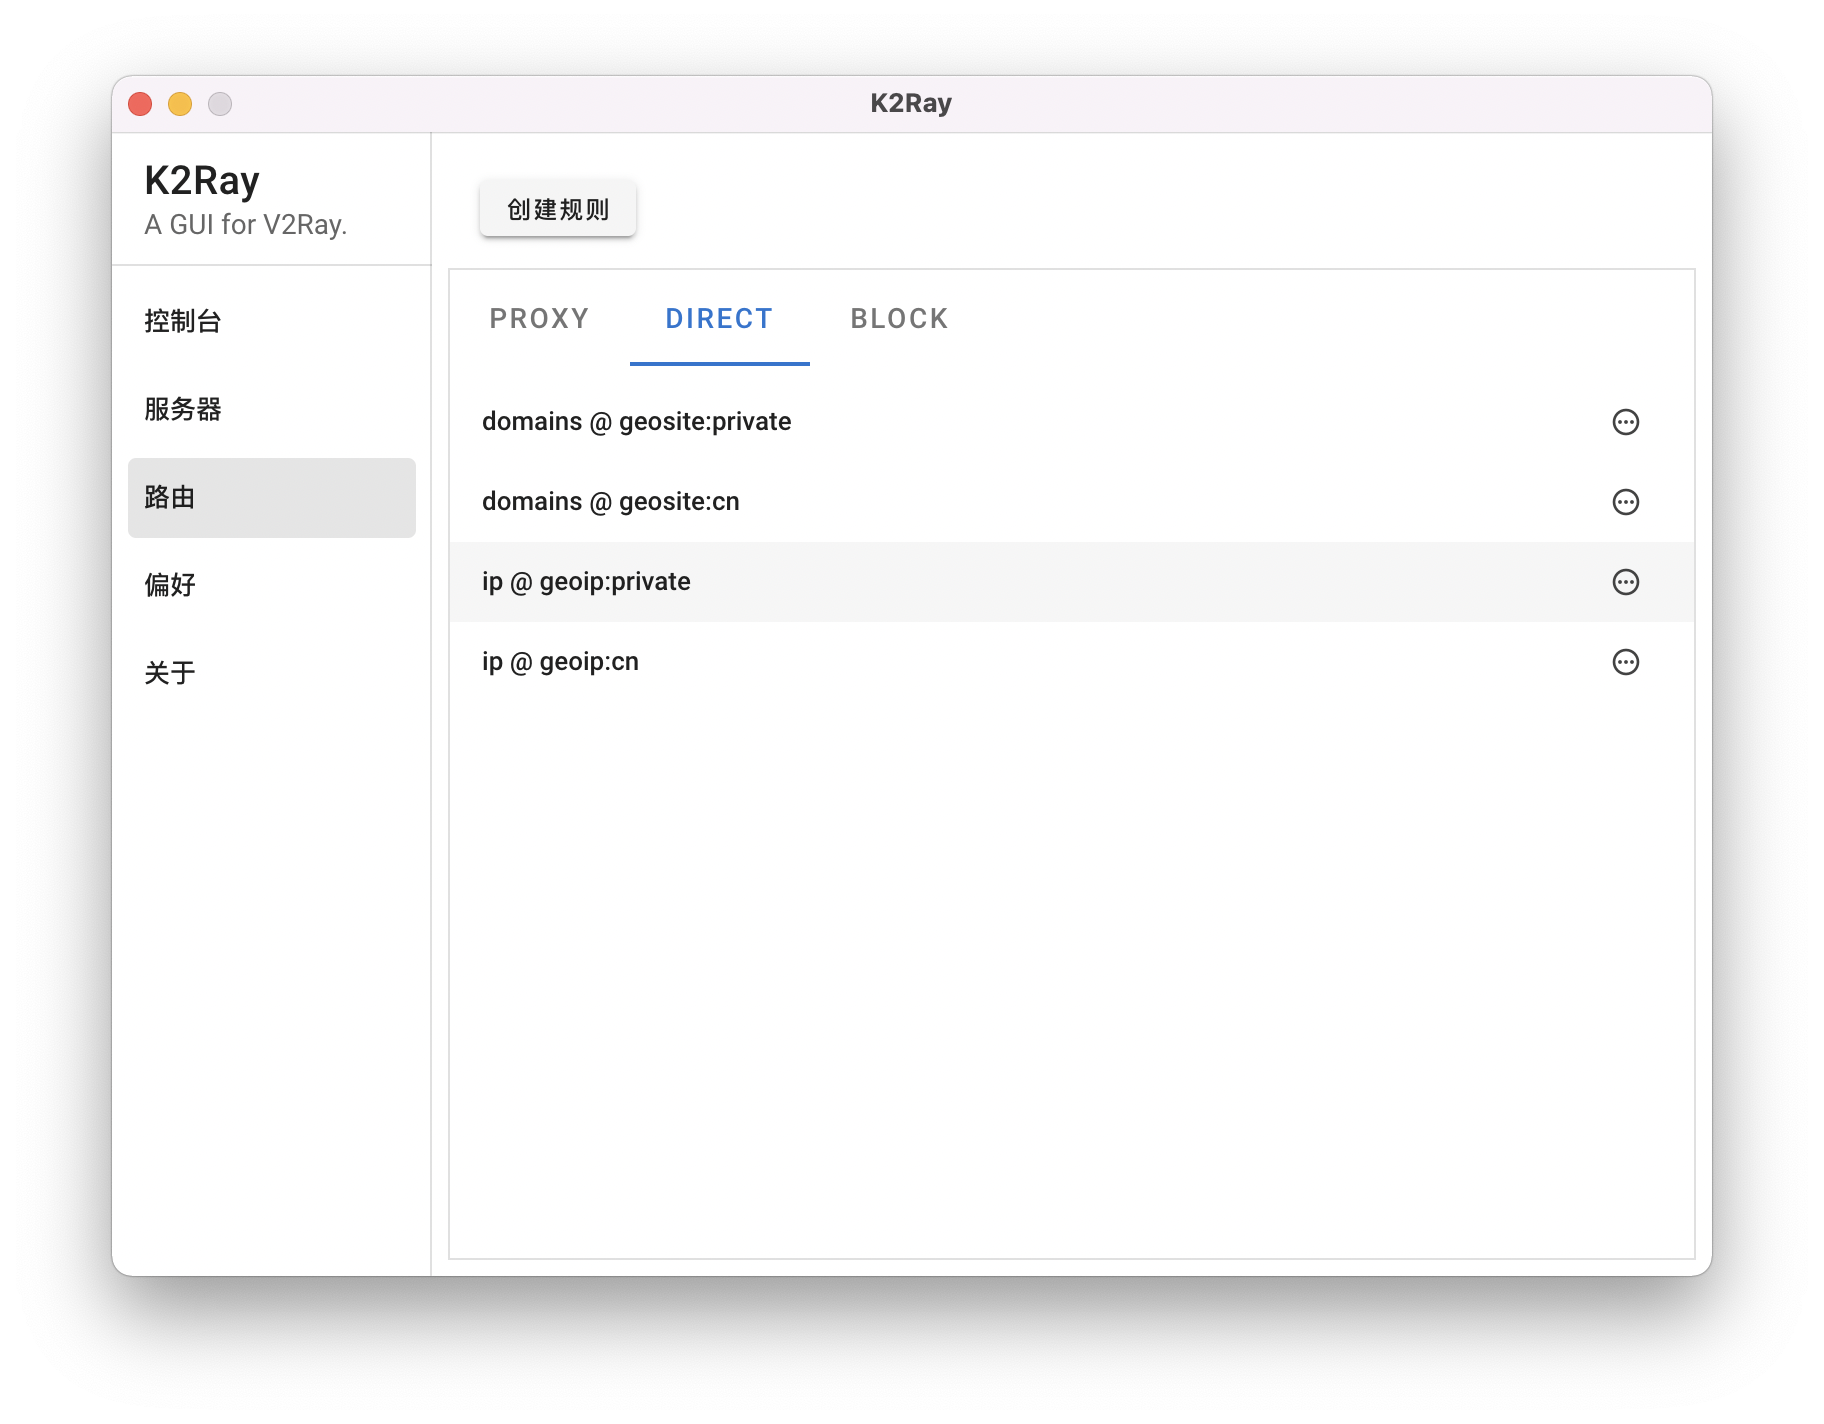 K2Ray
K2Ray
A GUI for V2Ray.
控制台
服务器
路由
偏好
关于
创建规则
PROXY DIRECT BLOCK
domains @ geosite:private
domains @ geosite:cn
ip @ geoip:private
ip @ geoip:cn